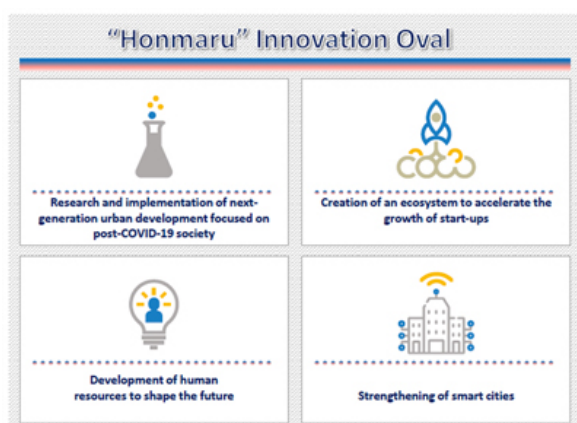 “Honmaru” Innovation Oval
Research and implementation of next-
generation urban development focused on
post-COVID-19 society
Creation of an ecosystem to accelerate the
growth of start-ups
Development of human
resources to shape the future
Strengthening of smart cities